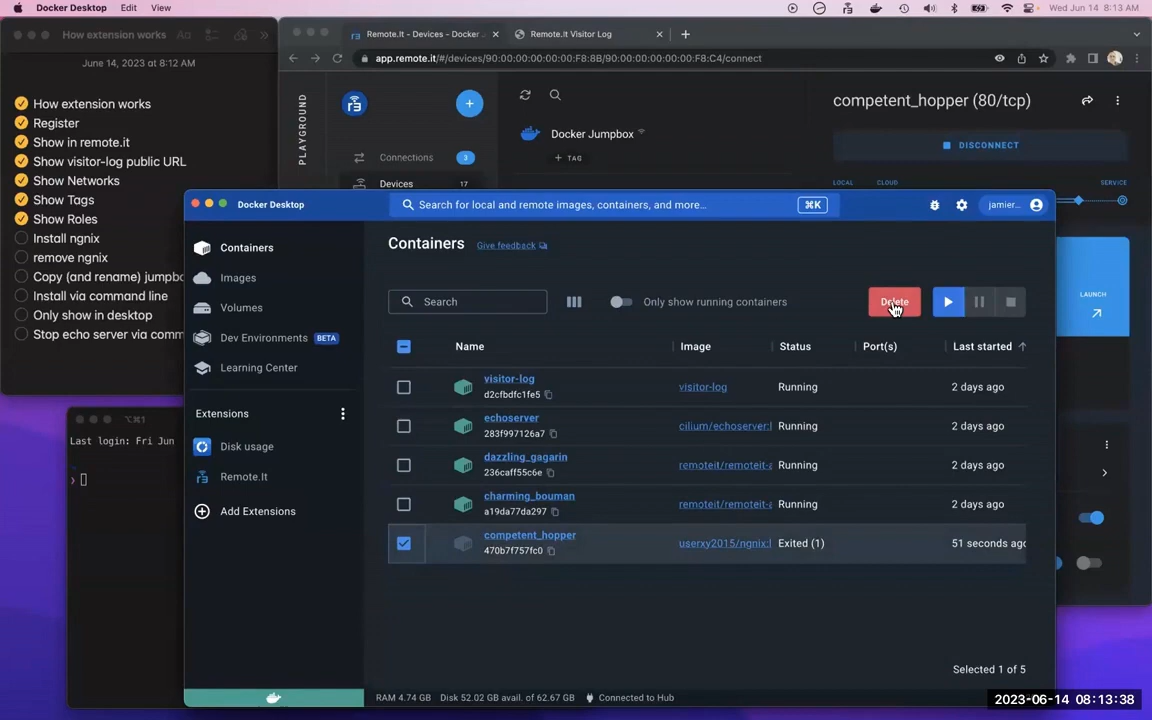 Docker Desktop Edit View Wed Jun 14 8:13 AM
How extension works Aa
June 14, 2023 at 8:12 AM
How extension works
Register
Show in remote.it
Show visitor-log public URL
Show Networks
Show Tags
Show Roles
Install ngnix
remove ngnix
Copy (and rename) jumpbo
Install via command line
Only show in desktop
Stop echo server via comm
⌥⌘1
Last login: Fri Jun
Remote.It - Devices - Docker Remote.It Visitor Log
app.remote.it/#/devices/90:00:00:00:00:00:F8:8B/90:00:00:00:00:00:F8:C4/connect
PLAYGROUND
Connections 3
Devices 17
Docker Jumpbox
+ TAG
competent_hopper (80/tcp)
DISCONNECT
LOCAL CLOUD SERVICE
LAUNCH
Docker Desktop
Search for local and remote images, containers, and more... ⌘K
jamier...
Containers
Images
Volumes
Dev Environments BETA
Learning Center
Extensions
Disk usage
Remote.It
Add Extensions
Containers Give feedback
Search
Only show running containers
Delete
Name Image Status Port(s) Last started
visitor-log visitor-log Running 2 days ago
d2cfbdfc1fe5
echoserver cilium/echoserver:l Running 2 days ago
283f997126a7
dazzling_gagarin remoteit/remoteit-a Running 2 days ago
236caff55c6e
charming_bouman remoteit/remoteit-a Running 2 days ago
a19da77da297
competent_hopper userxy2015/ngnix:l Exited (1) 51 seconds ago
470b7f757fc0
Selected 1 of 5
RAM 4.74 GB Disk 52.02 GB avail. of 62.67 GB Connected to Hub
2023-06-14 08:13:38